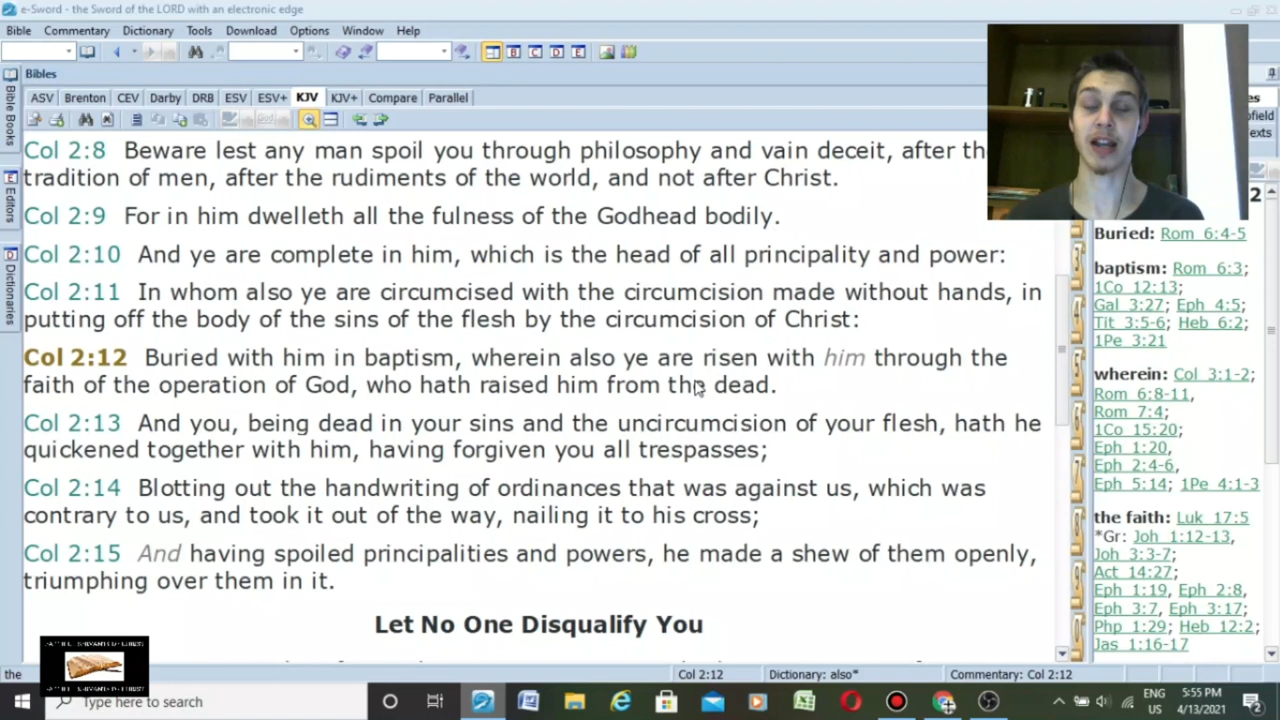 e-Sword - the Sword of the LORD with an electronic edge
Bible Commentary Dictionary Tools Download Options Window Help
B C D E
Bibles
ASV Brenton CEV Darby DRB ESV ESV+ KJV KJV+ Compare Parallel
Bible Books
Editors
Dictionaries
Col 2:8 Beware lest any man spoil you through philosophy and vain deceit, after
tradition of men, after the rudiments of the world, and not after Christ.
Col 2:9 For in him dwelleth all the fulness of the Godhead bodily.
Col 2:10 And ye are complete in him, which is the head of all principality and power:
Col 2:11 In whom also ye are circumcised with the circumcision made without hands, in
putting off the body of the sins of the flesh by the circumcision of Christ:
Col 2:12 Buried with him in baptism, wherein also ye are risen with him through the
faith of the operation of God, who hath raised him from the dead.
Col 2:13 And you, being dead in your sins and the uncircumcision of your flesh, hath he
quickened together with him, having forgiven you all trespasses;
Col 2:14 Blotting out the handwriting of ordinances that was against us, which was
contrary to us, and took it out of the way, nailing it to his cross;
Col 2:15 And having spoiled principalities and powers, he made a shew of them openly,
triumphing over them in it.
Let No One Disqualify You
es
ofield
exts
2
Buried: Rom 6:4-5
baptism: Rom 6:3;
1Co 12:13;
Gal 3:27; Eph 4:5;
Tit 3:5-6; Heb 6:2;
1Pe 3:21
wherein: Col 3:1-2;
Rom 6:8-11,
Rom 7:4;
1Co 15:20;
Eph 1:20,
Eph 2:4-6,
Eph 5:14; 1Pe 4:1-3
the faith: Luk 17:5
*Gr: Joh 1:12-13,
Joh 3:3-7;
Act 14:27;
Eph 1:19, Eph 2:8,
Eph 3:7, Eph 3:17;
Php 1:29; Heb 12:2;
Jas 1:16-17
3
4
5
6
7
8
9
the
Col 2:12
Dictionary: also*
Commentary: Col 2:12
Type here to search
ENG
US
5:55 PM
4/13/2021
2